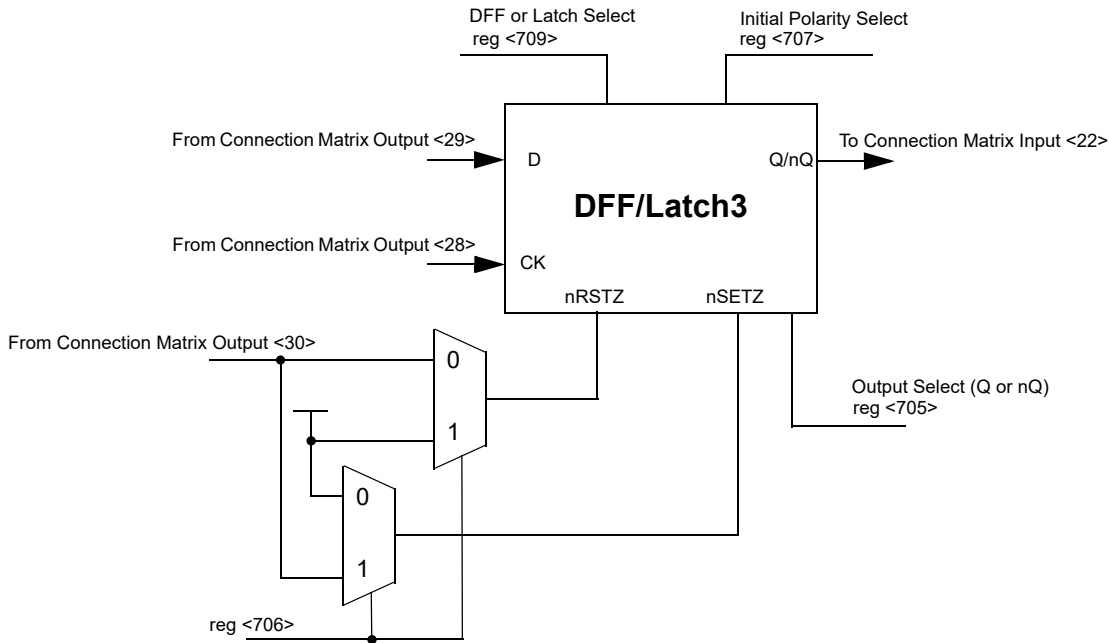 DFF or Latch Select
reg <709>
Initial Polarity Select
reg <707>
From Connection Matrix Output <29>
D
Q/nQ
To Connection Matrix Input <22>
DFF/Latch3
From Connection Matrix Output <28>
CK
nRSTZ
nSETZ
From Connection Matrix Output <30>
0
1
Output Select (Q or nQ)
reg <705>
0
1
reg <706>